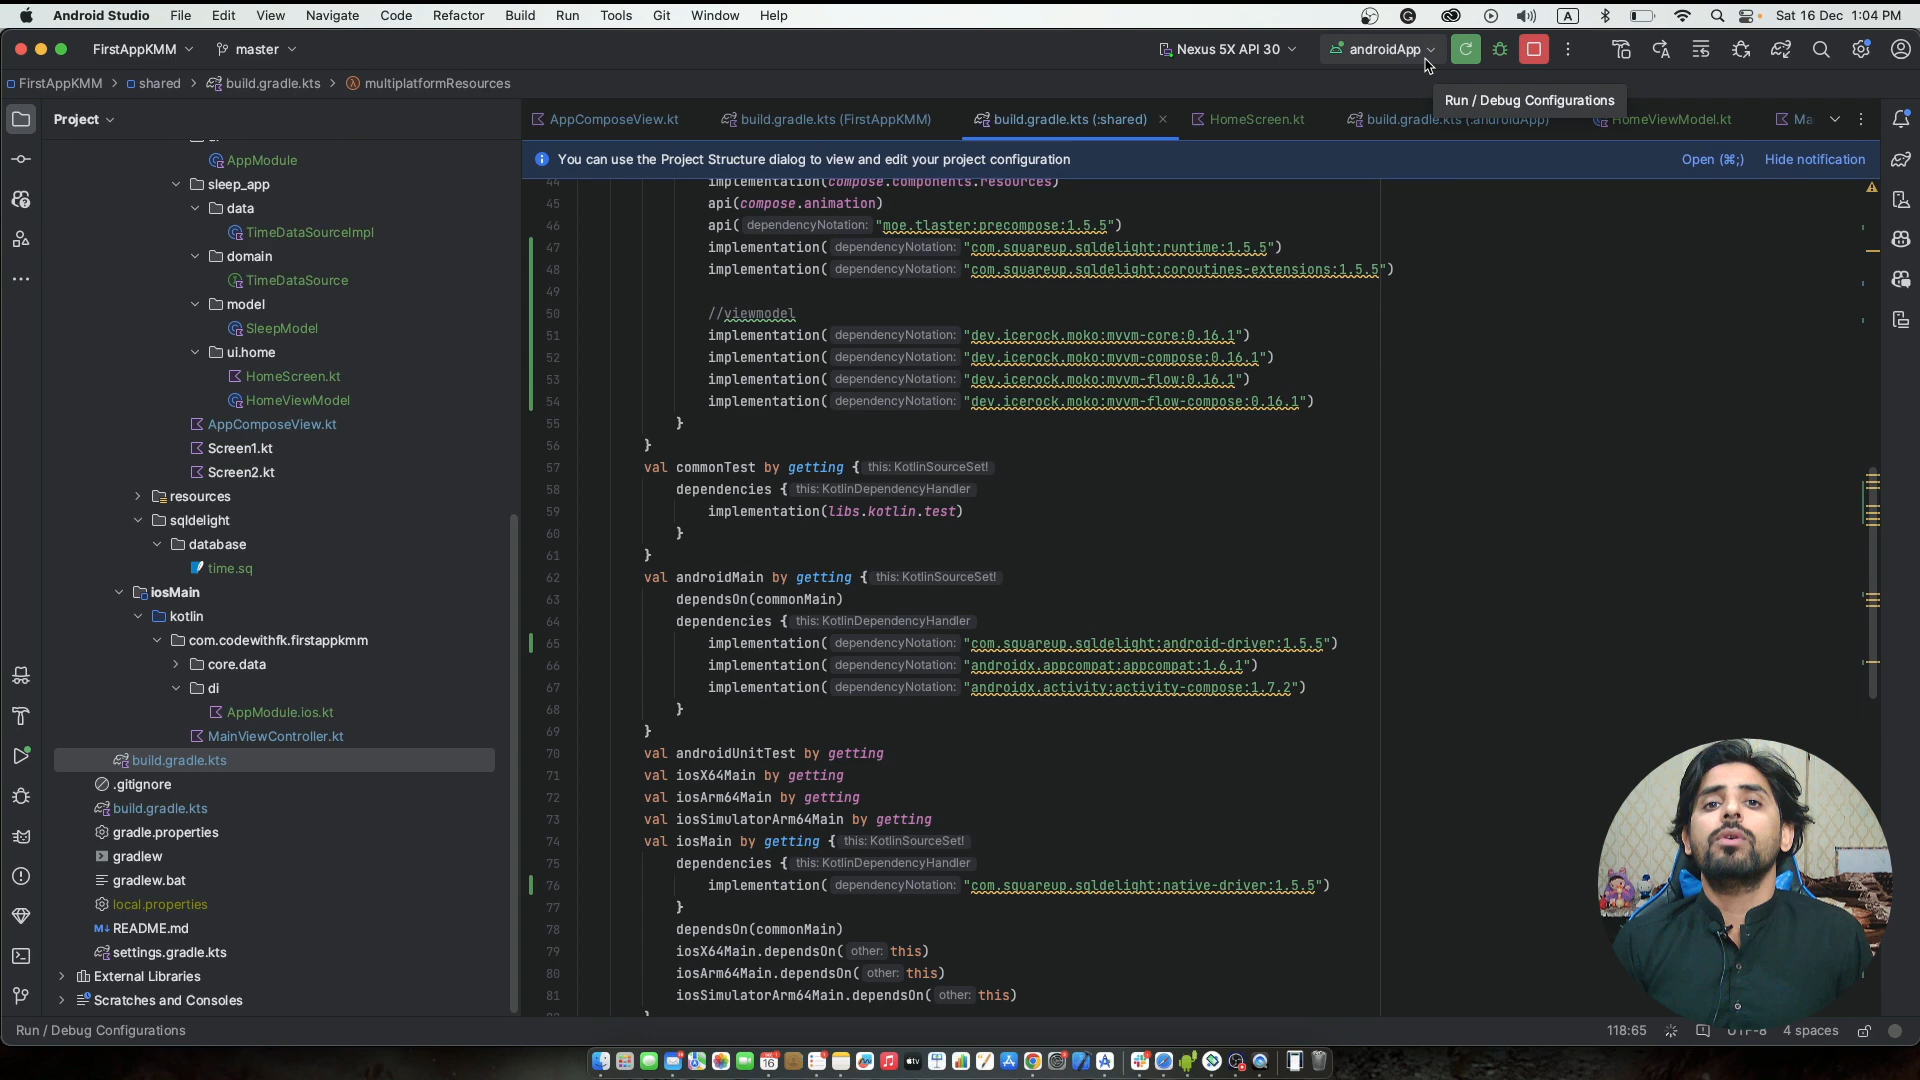 Android Studio File Edit View Navigate Code Refactor Build Run Tools Git Window Help A Sat 16 Dec 1:04 PM
FirstAppKMM master Nexus 5X API 30 androidApp
FirstAppKMM > shared > build.gradle.kts > multiplatformResources
Run / Debug Configurations
Project
AppComposeView.kt build.gradle.kts (FirstAppKMM) build.gradle.kts (:shared) HomeScreen.kt build.gradle.kts (:androidApp) HomeViewModel.kt Ma
You can use the Project Structure dialog to view and edit your project configuration Open (⌘;) Hide notification
AppModule
sleep_app
data
TimeDataSourceImpl
domain
TimeDataSource
model
SleepModel
ui.home
HomeScreen.kt
HomeViewModel
AppComposeView.kt
Screen1.kt
Screen2.kt
resources
sqldelight
database
time.sq
iosMain
kotlin
com.codewithfk.firstappkmm
core.data
di
AppModule.ios.kt
MainViewController.kt
build.gradle.kts
.gitignore
build.gradle.kts
gradle.properties
gradlew
gradlew.bat
local.properties
M↓ README.md
settings.gradle.kts
External Libraries
Scratches and Consoles
44 implementation(compose.components.resources)
45 api(compose.animation)
46 api( dependencyNotation: "moe.tlaster:precompose:1.5.5")
47 implementation( dependencyNotation: "com.squareup.sqldelight:runtime:1.5.5")
48 implementation( dependencyNotation: "com.squareup.sqldelight:coroutines-extensions:1.5.5")
49
50 //viewmodel
51 implementation( dependencyNotation: "dev.icerock.moko:mvvm-core:0.16.1")
52 implementation( dependencyNotation: "dev.icerock.moko:mvvm-compose:0.16.1")
53 implementation( dependencyNotation: "dev.icerock.moko:mvvm-flow:0.16.1")
54 implementation( dependencyNotation: "dev.icerock.moko:mvvm-flow-compose:0.16.1")
55 }
56 }
57 val commonTest by getting { this: KotlinSourceSet!
58 dependencies { this: KotlinDependencyHandler
59 implementation(libs.kotlin.test)
60 }
61 }
62 val androidMain by getting { this: KotlinSourceSet!
63 dependsOn(commonMain)
64 dependencies { this: KotlinDependencyHandler
65 implementation( dependencyNotation: "com.squareup.sqldelight:android-driver:1.5.5")
66 implementation( dependencyNotation: "androidx.appcompat:appcompat:1.6.1")
67 implementation( dependencyNotation: "androidx.activity:activity-compose:1.7.2")
68 }
69 }
70 val androidUnitTest by getting
71 val iosX64Main by getting
72 val iosArm64Main by getting
73 val iosSimulatorArm64Main by getting
74 val iosMain by getting { this: KotlinSourceSet!
75 dependencies { this: KotlinDependencyHandler
76 implementation( dependencyNotation: "com.squareup.sqldelight:native-driver:1.5.5")
77 }
78 dependsOn(commonMain)
79 iosX64Main.dependsOn( other: this)
80 iosArm64Main.dependsOn( other: this)
81 iosSimulatorArm64Main.dependsOn( other: this)
Run / Debug Configurations 118:65 UTF-8 4 spaces